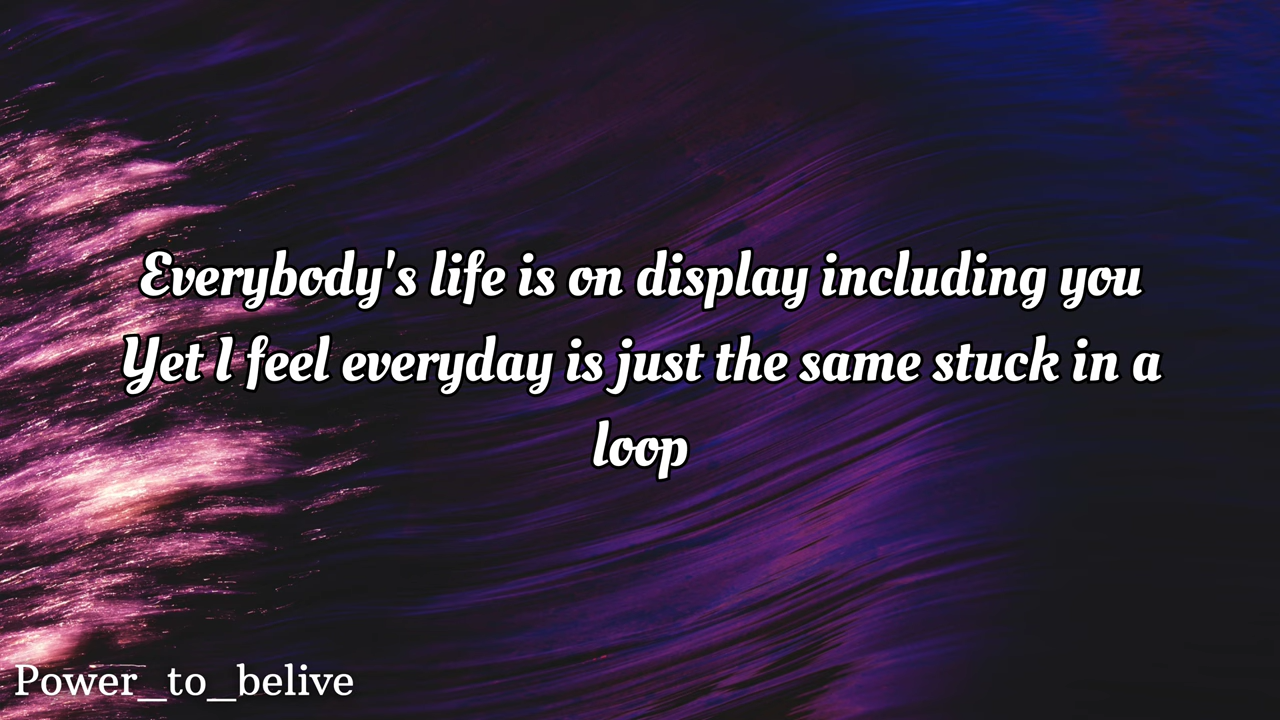 Everybody's life is on display including you
Yet I feel everyday is just the same stuck in a
loop
Power_to_belive